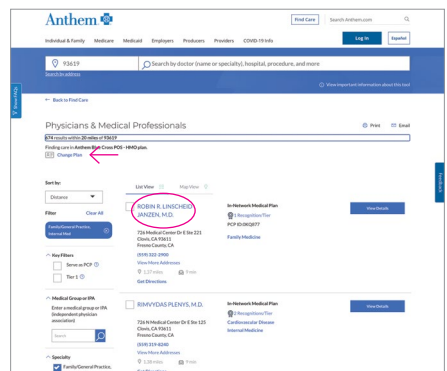 Anthem
Find Care
Search Anthem.com
Individual & Family Medicare Medicaid Employers Producers Providers COVID-19 Info
Log In
Español
93619
Search by doctor (name or specialty), hospital, procedure, and more
Search by address
View important information about this tool
Show FAQs
← Back to Find Care
Physicians & Medical Professionals
Print Email
674 results within 20 miles of 93619
Finding care in Anthem Blue Cross POS - HMO plan.
Change Plan
Feedback
Sort by:
Distance
Filter Clear All
Family/General Practice, Internal Med
Key Filters
Serve as PCP
Tier 1
Medical Group or IPA
Enter a medical group or IPA
(independent physician
association)
Search
Specialty
Family/General Practice,
List View Map View
ROBIN R. LINSCHEID
JANZEN, M.D.
726 Medical Center Dr E Ste 221
Clovis, CA 93611
Fresno County, CA
(559) 322-2900
View More Addresses
1.37 miles 9 min
Get Directions
In-Network Medical Plan
1 Recognition/Tier
Family Medicine
View Details
RIMVYDAS PLENYS, M.D.
726 N Medical Center Dr E Ste 125
Clovis, CA 93611
Fresno County, CA
(559) 319-8240
View More Addresses
1.38 miles 9 min
In-Network Medical Plan
2 Recognitions/Tier
Cardiovascular Disease
Internal Medicine
View Details